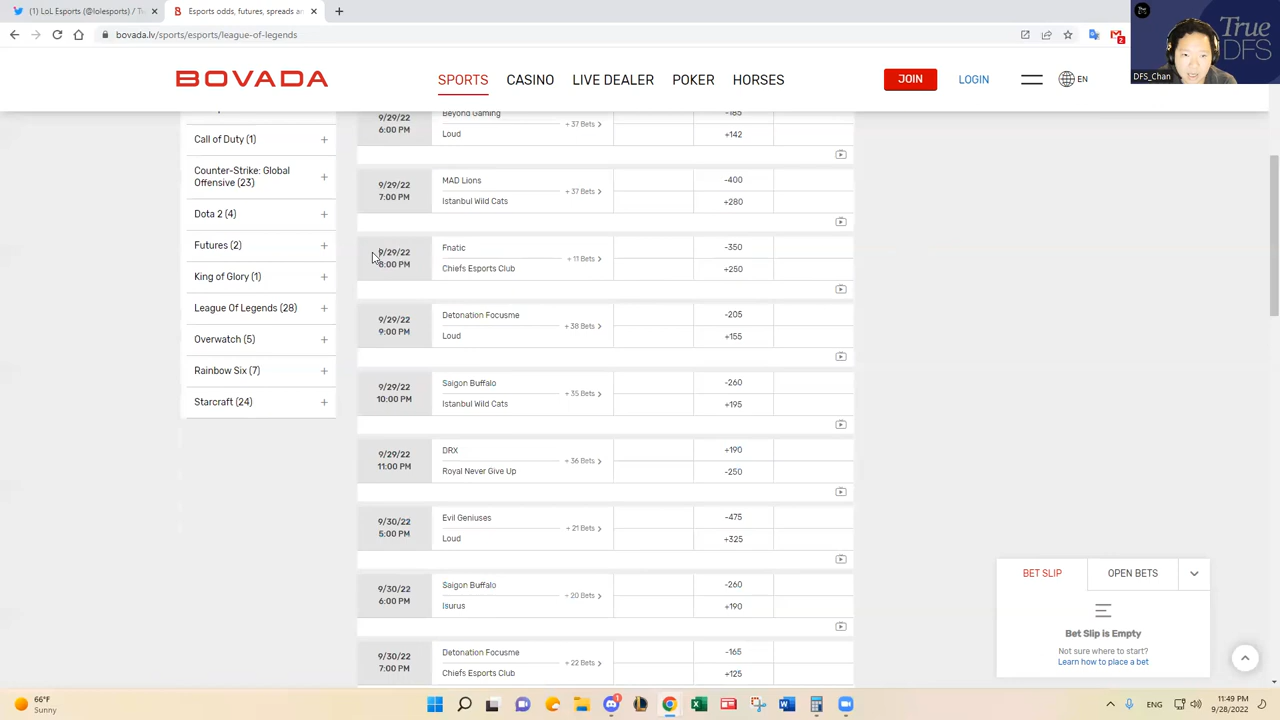 (1) LoL Esports (@lolesports) / T
Esports odds, futures, spreads a
bovada.lv/sports/esports/league-of-legends
2
True
DFS
DFS_Chan
BOVADA
SPORTS
CASINO
LIVE DEALER
POKER
HORSES
JOIN
LOGIN
EN
Call of Duty (1)
Counter-Strike: Global
Offensive (23)
Dota 2 (4)
Futures (2)
King of Glory (1)
League Of Legends (28)
Overwatch (5)
Rainbow Six (7)
Starcraft (24)
9/29/22
6:00 PM
Beyond Gaming
Loud
+ 37 Bets >
-185
+142
9/29/22
7:00 PM
MAD Lions
Istanbul Wild Cats
+ 37 Bets >
-400
+280
9/29/22
8:00 PM
Fnatic
Chiefs Esports Club
+ 11 Bets >
-350
+250
9/29/22
9:00 PM
Detonation Focusme
Loud
+ 38 Bets >
-205
+155
9/29/22
10:00 PM
Saigon Buffalo
Istanbul Wild Cats
+ 35 Bets >
-260
+195
9/29/22
11:00 PM
DRX
Royal Never Give Up
+ 36 Bets >
+190
-250
9/30/22
5:00 PM
Evil Geniuses
Loud
+ 21 Bets >
-475
+325
9/30/22
6:00 PM
Saigon Buffalo
Isurus
+ 20 Bets >
-260
+190
9/30/22
7:00 PM
Detonation Focusme
Chiefs Esports Club
+ 22 Bets >
-165
+125
BET SLIP
OPEN BETS
Bet Slip is Empty
Not sure where to start?
Learn how to place a bet
66°F
Sunny
ENG
11:49 PM
9/28/2022